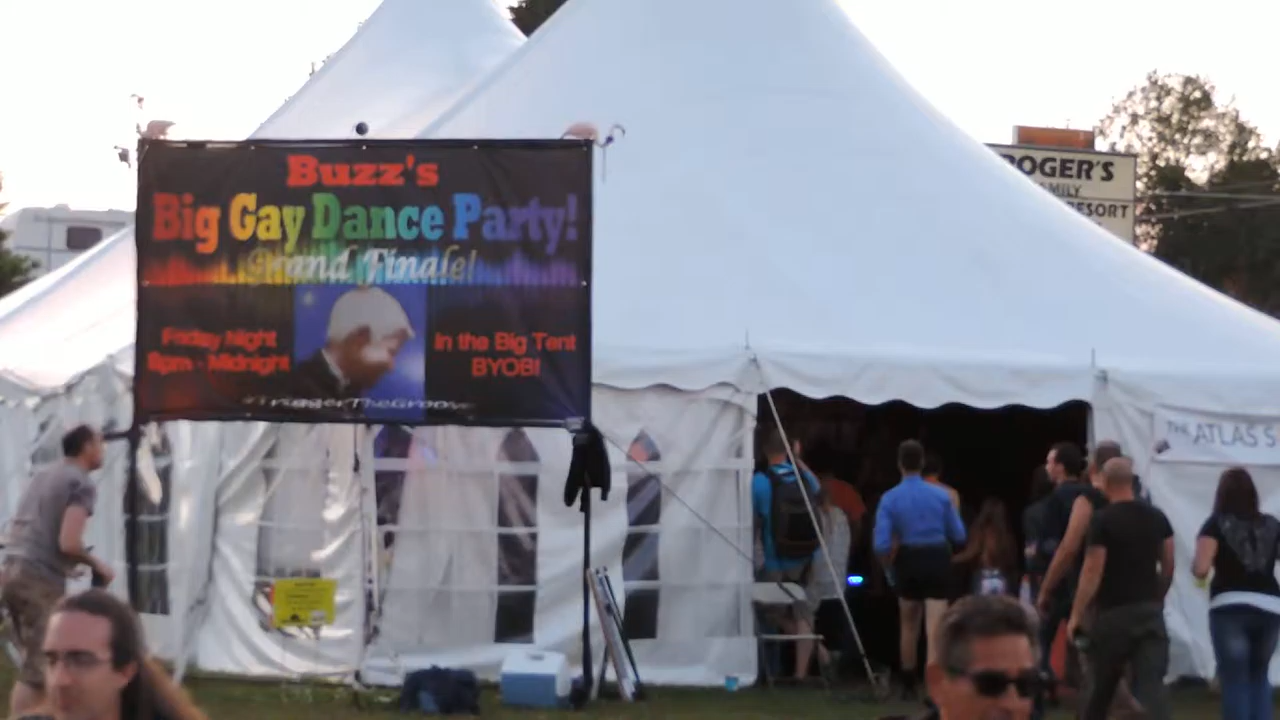 Buzz's
Big Gay Dance Party!
Grand Finale!
Friday Night
8pm - Midnight
In the Big Tent
BYOB!
#TriggerTheGroove
ROGER'S
FAMILY
RESORT
THE ATLAS S